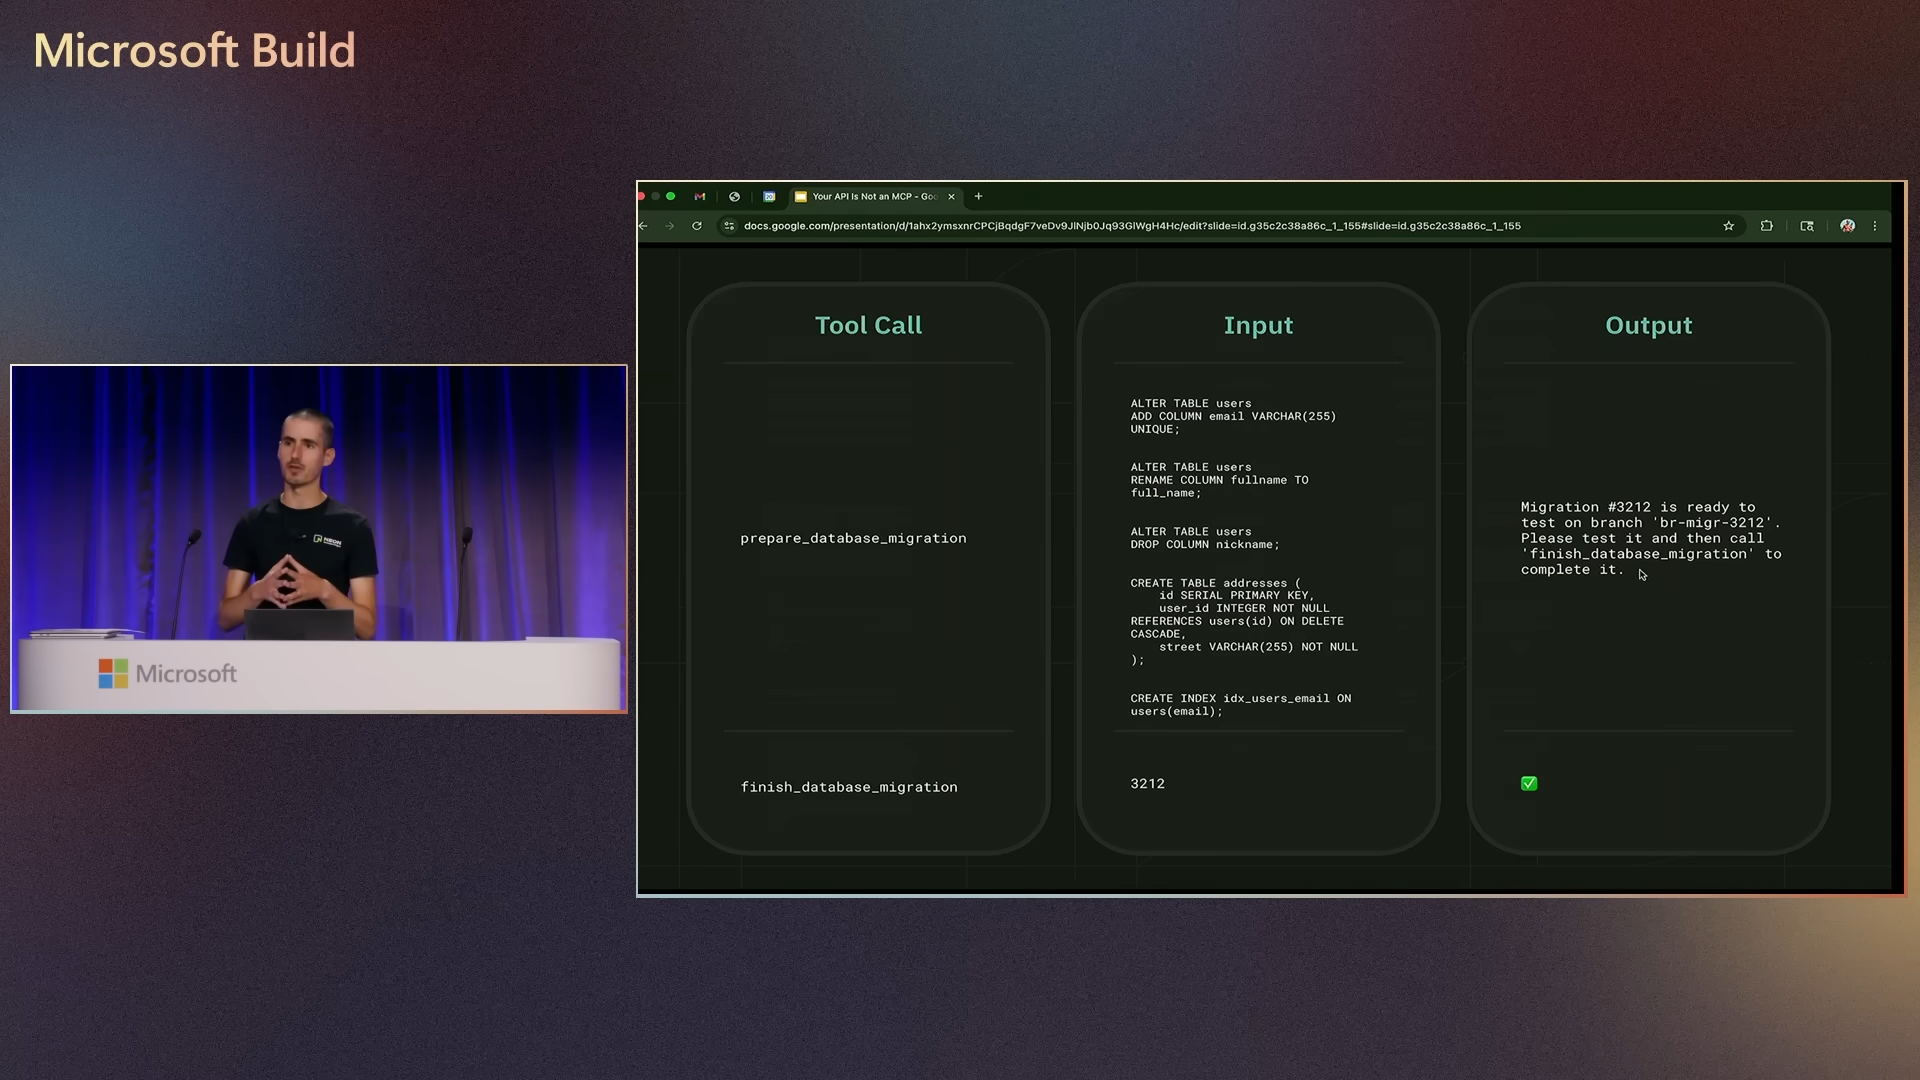 Microsoft Build
Your API Is Not an MCP - Goo
docs.google.com/presentation/d/1ahx2ymsxnrCPCjBqdgF7veDv9JlNjb0Jq93GlWgH4Hc/edit?slide=id.g35c2c38a86c_1_155#slide=id.g35c2c38a86c_1_155
Tool Call
prepare_database_migration
finish_database_migration
Input
ALTER TABLE users
ADD COLUMN email VARCHAR(255)
UNIQUE;
ALTER TABLE users
RENAME COLUMN fullname TO
full_name;
ALTER TABLE users
DROP COLUMN nickname;
CREATE TABLE addresses (
id SERIAL PRIMARY KEY,
user_id INTEGER NOT NULL
REFERENCES users(id) ON DELETE
CASCADE,
street VARCHAR(255) NOT NULL
);
CREATE INDEX idx_users_email ON
users(email);
3212
Output
Migration #3212 is ready to
test on branch 'br-migr-3212'.
Please test it and then call
'finish_database_migration' to
complete it.
NEON
Microsoft